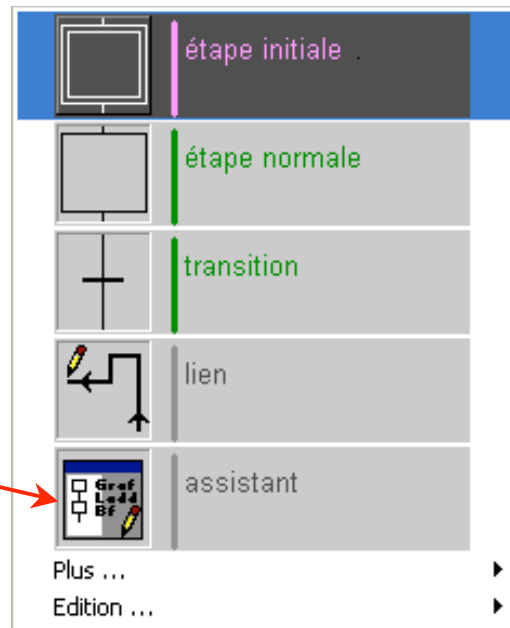 étape initiale .
étape normale
transition
lien
Graf
Ladd
Bf
assistant
Plus ...
Edition ...